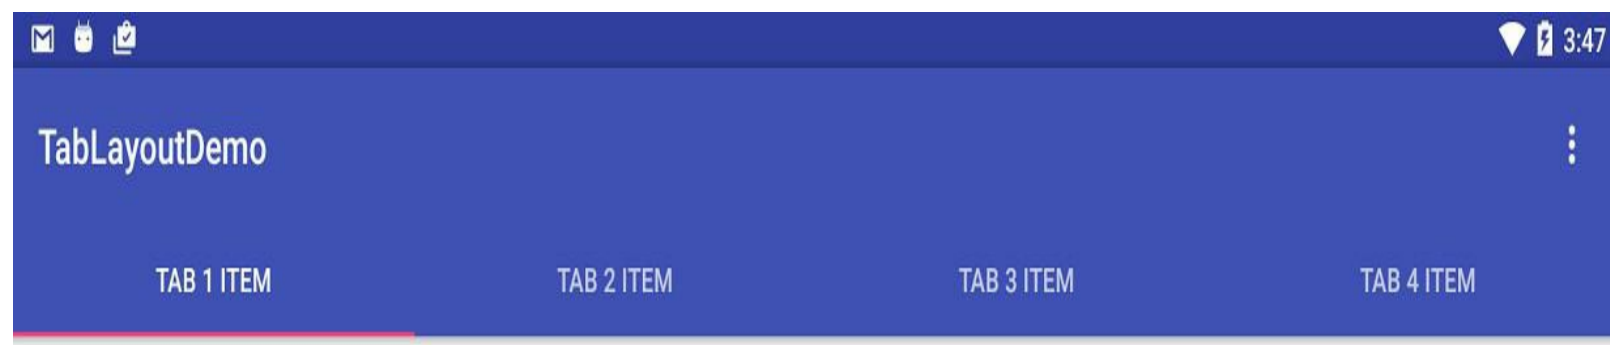 3:47
TabLayoutDemo
TAB 1 ITEM TAB 2 ITEM TAB 3 ITEM TAB 4 ITEM